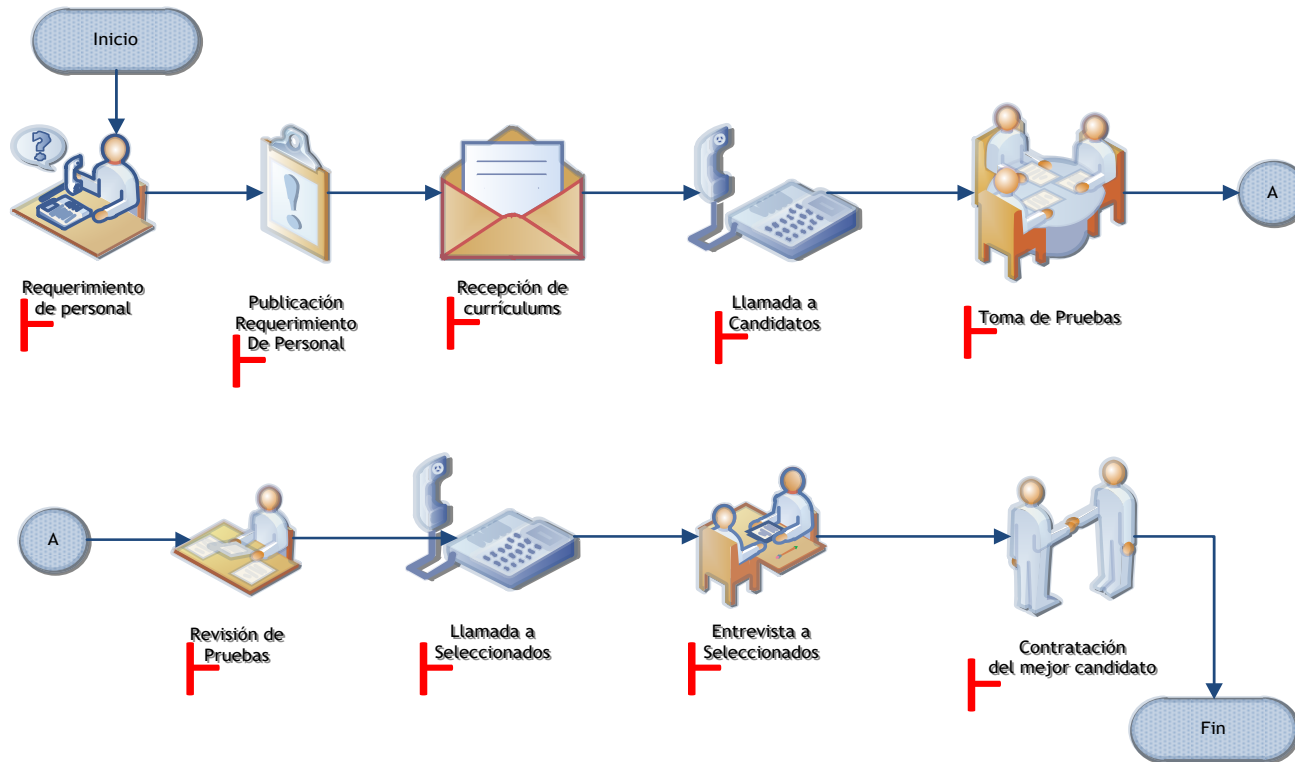 Inicio
Requerimiento
de personal
Publicación
Requerimiento
De Personal
Recepción de
currículums
Llamada a
Candidatos
Toma de Pruebas
A
A
Revisión de
Pruebas
Llamada a
Seleccionados
Entrevista a
Seleccionados
Contratación
del mejor candidato
Fin